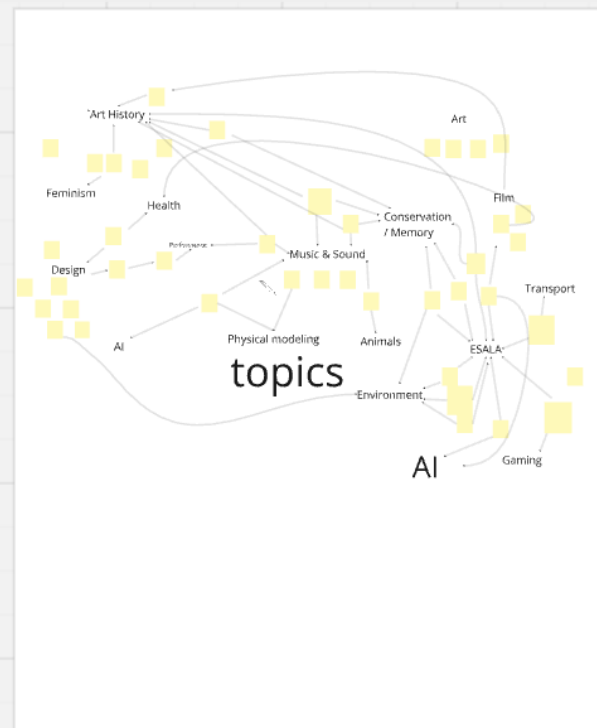 Art History
Art
Feminism
Health
Film
Conservation
/ Memory
Performance
Music & Sound
Design
Transport
AI
Physical modeling
Animals
ESALA
topics
Environment
AI
Gaming